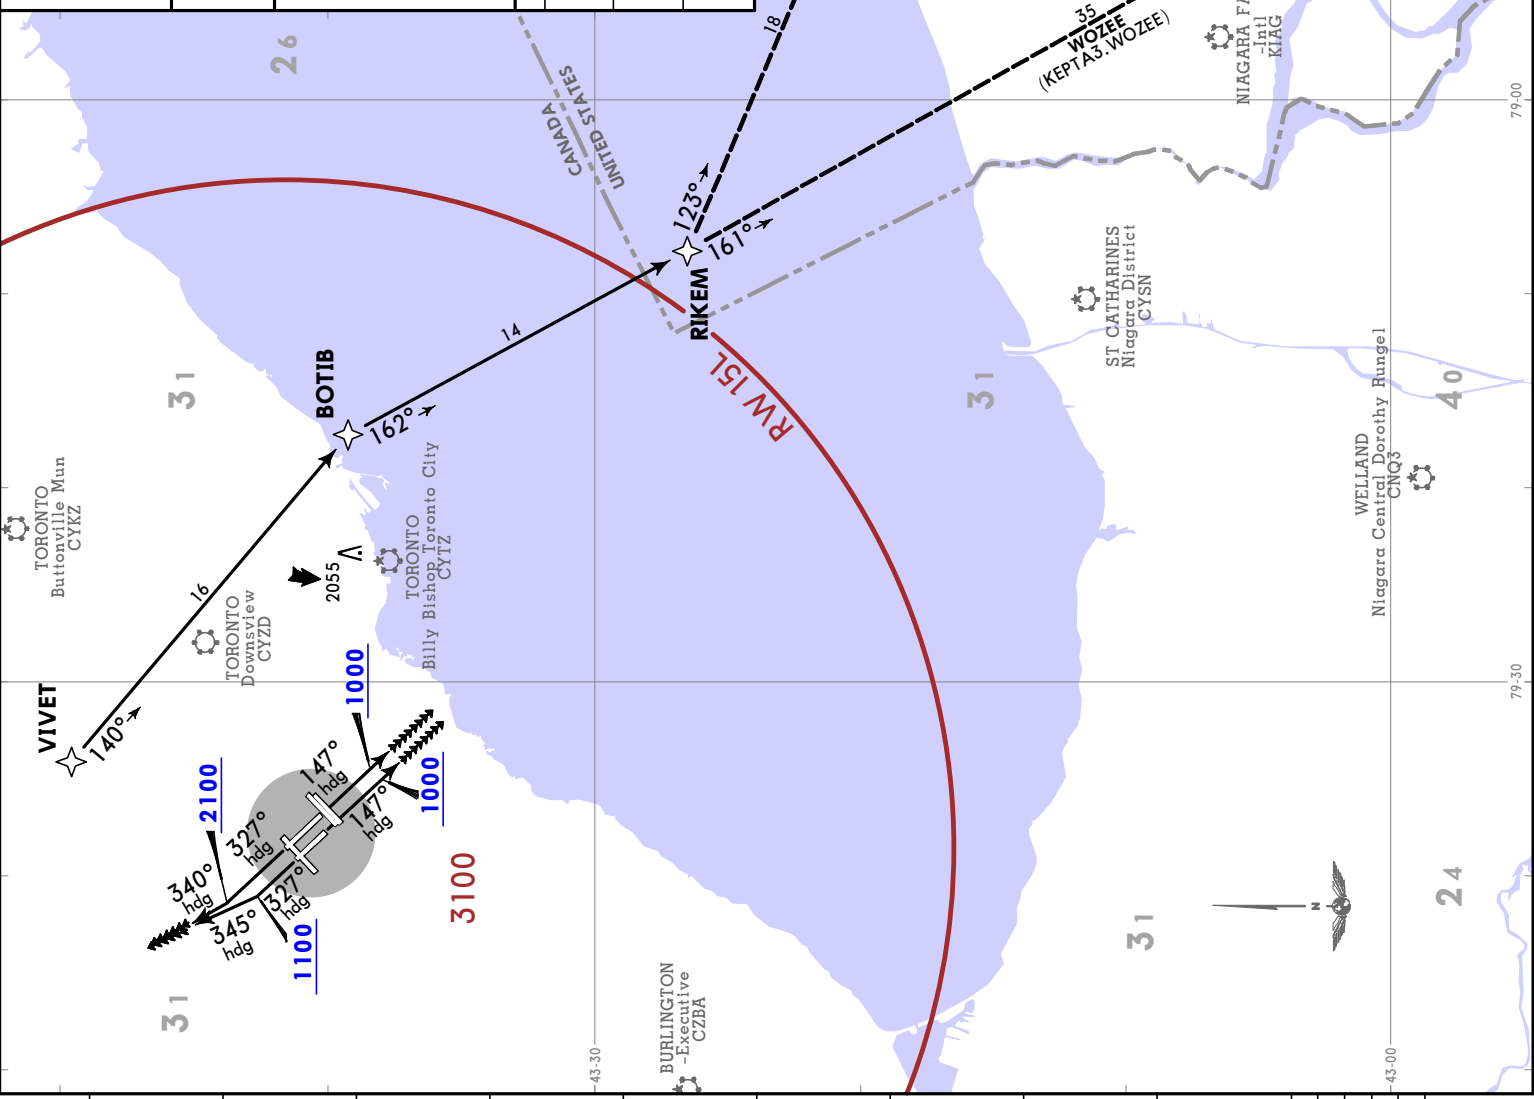 26
18
35
WOZEE
(KEPTA3.WOZEE)
NIAGARA FA
-Intl
KIAG
79-00
CANADA
UNITED STATES
123°
161°
RIKEM
14
BOTIB
162°
31
RW 15L
31
ST CATHARINES
Niagara District
CYSN
40
WELLAND
Niagara Central Dorothy Rungel
CNQ3
TORONTO
Buttonville Mun
CYKZ
16
TORONTO
Downsview
CYZD
2055
TORONTO
Billy Bishop Toronto City
CYTZ
VIVET
140°
79-30
1000
2100
147°
hdg
147°
hdg
1000
327°
hdg
327°
hdg
340°
hdg
345°
hdg
1100
3100
31
31
24
N
BURLINGTON
-Executive
CZBA
43-30
43-00